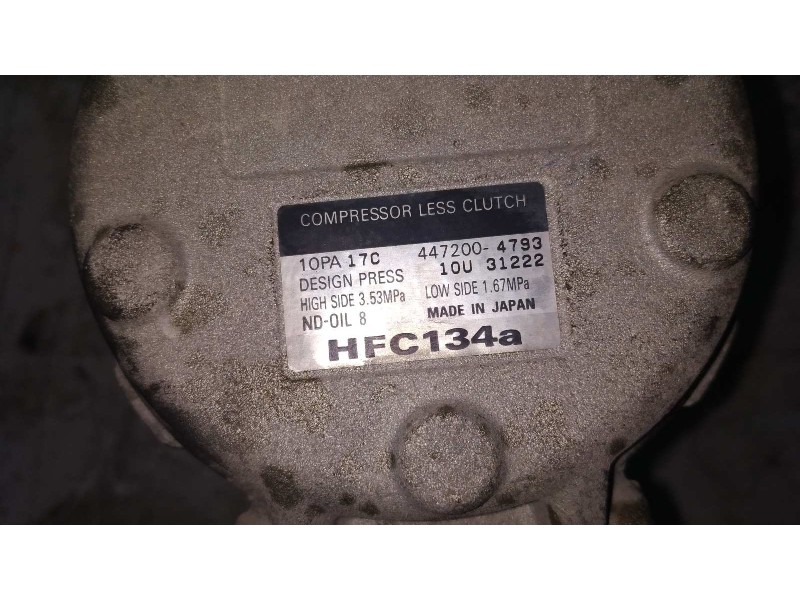 COMPRESSOR LESS CLUTCH
10PA 17C 447200-4793
DESIGN PRESS 10U 31222
HIGH SIDE 3.53MPa LOW SIDE 1.67MPa
ND-OIL 8 MADE IN JAPAN
HFC134a